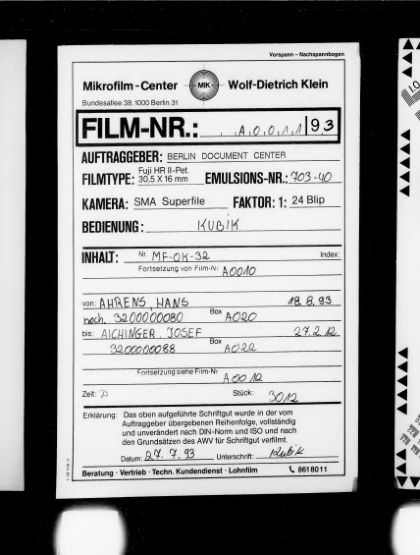 Vorspann – Nachspannbogen
Mikrofilm-Center MIK Wolf-Dietrich Klein
Bundesallee 38, 1000 Berlin 31
FILM-NR.: A.0.0.1.1 93
AUFTRAGGEBER: BERLIN DOCUMENT CENTER
FILMTYPE: Fuji HR II-Pet. 30,5 X 16 mm EMULSIONS-NR.: 703-40
KAMERA: SMA Superfile FAKTOR: 1: 24 Blip
BEDIENUNG: KUBIK
INHALT: Nr. MF-OK-32 Index:
Fortsetzung von Film-Nr A0010
von: AHRENS, HANS 18.8.93
noch. 3200000080 Box A020
bis: AICHINGER, JOSEF 27.2.12
3200000088 Box A022
Fortsetzung siehe Film-Nr A0012
Zeit: Stück: 3012
Erklärung: Das oben aufgeführte Schriftgut wurde in der vom
Auftraggeber übergebenen Reihenfolge, vollständig
und unverändert nach DIN-Norm und ISO und nach
den Grundsätzen des AWV für Schriftgut verfilmt.
Datum: 27.7.93 Unterschrift: Kubik
Beratung · Vertrieb · Techn. Kundendienst · Lohnfilm 8618011